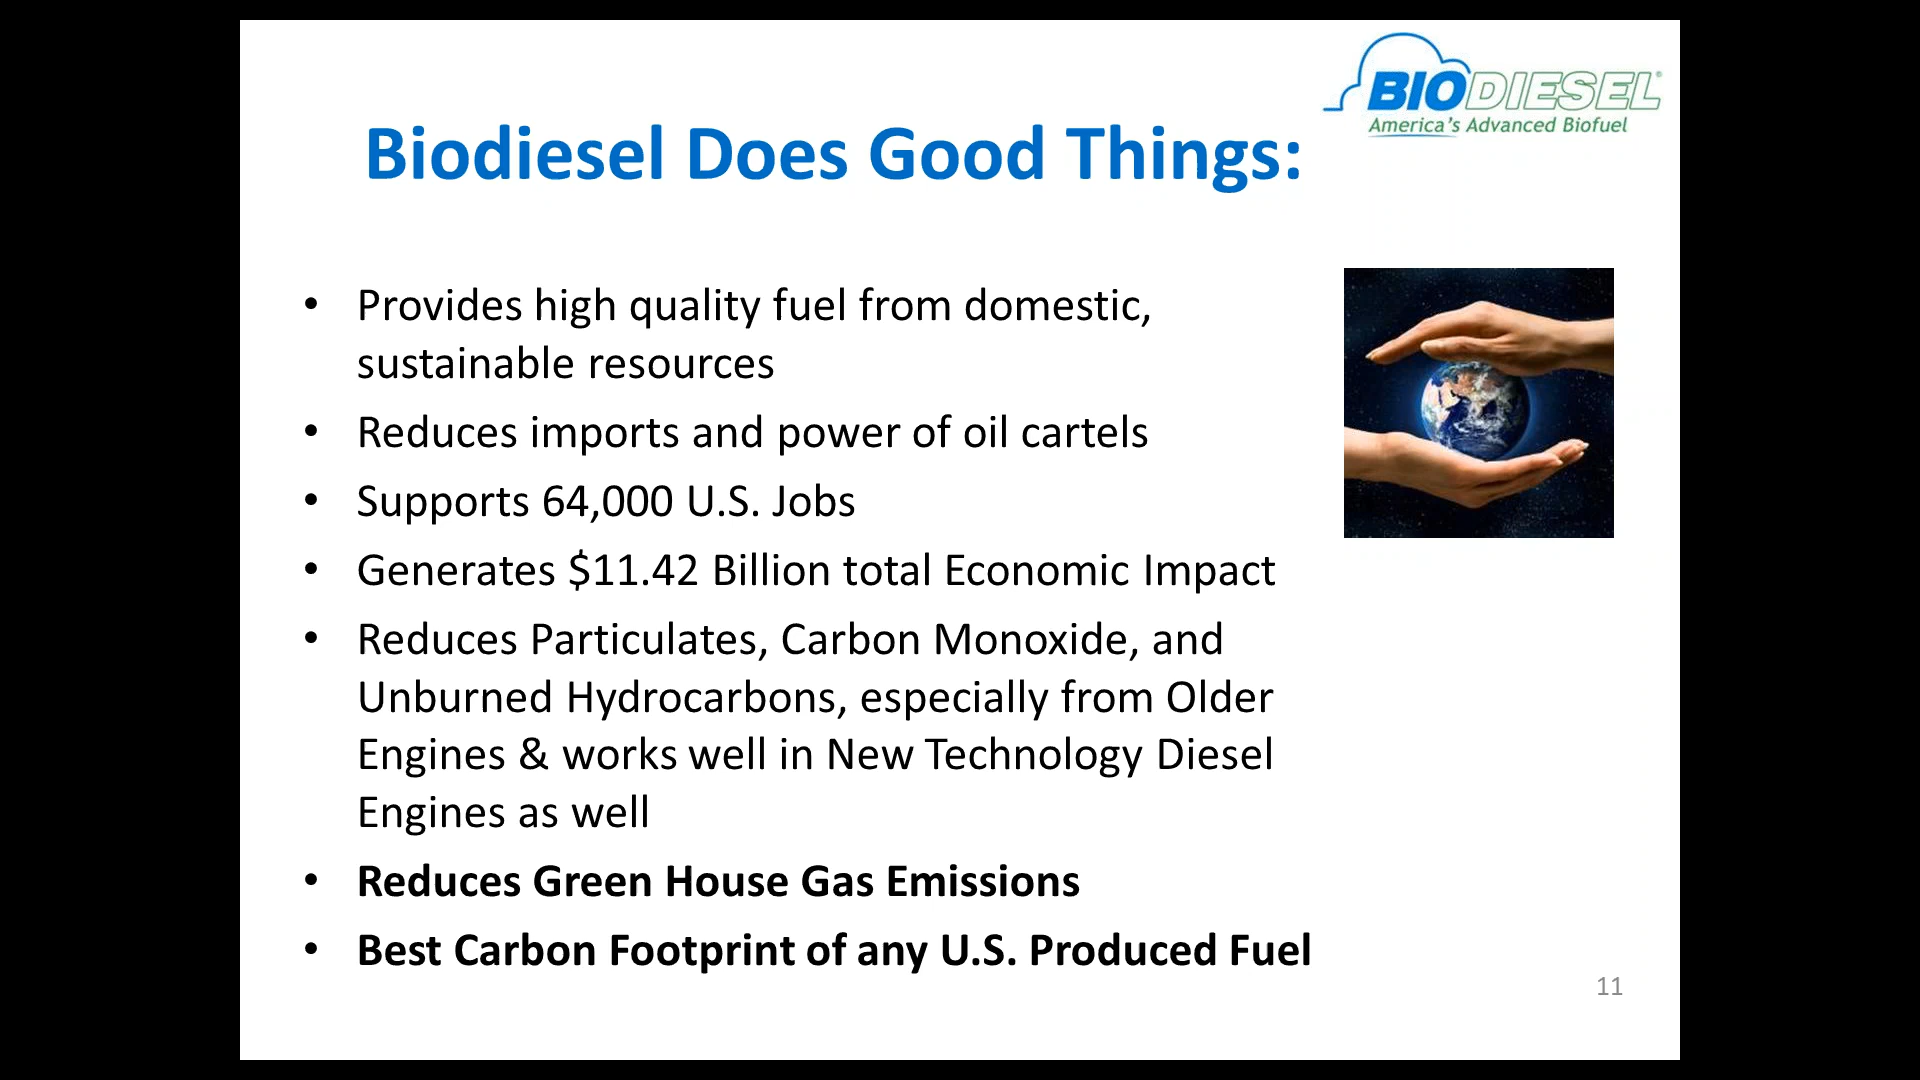 BIODIESEL®
America's Advanced Biofuel
Biodiesel Does Good Things:
• Provides high quality fuel from domestic,
sustainable resources
• Reduces imports and power of oil cartels
• Supports 64,000 U.S. Jobs
• Generates $11.42 Billion total Economic Impact
• Reduces Particulates, Carbon Monoxide, and
Unburned Hydrocarbons, especially from Older
Engines & works well in New Technology Diesel
Engines as well
• Reduces Green House Gas Emissions
• Best Carbon Footprint of any U.S. Produced Fuel
11